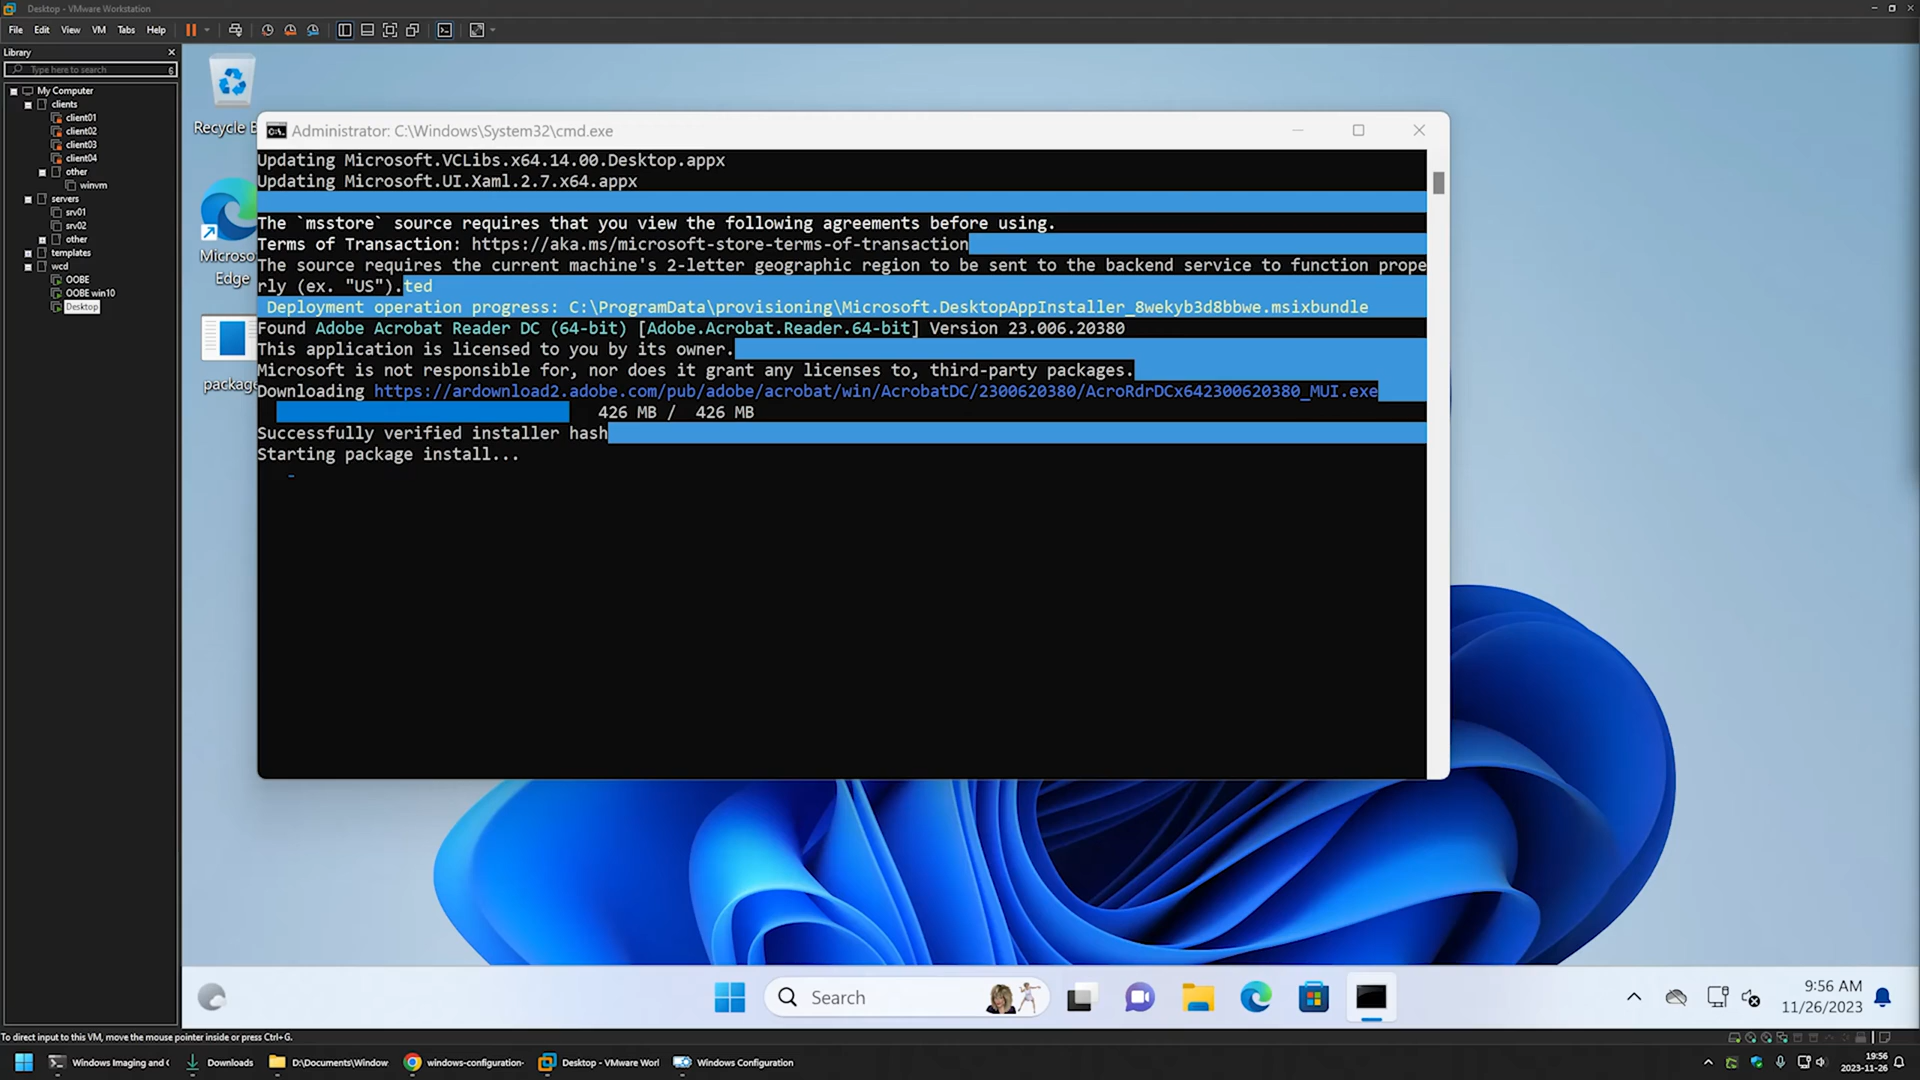 Desktop - VMware Workstation
File Edit View VM Tabs Help
Library
Type here to search
My Computer
clients
client01
client02
client03
client04
other
winvm
servers
srv01
srv02
other
templates
wcd
OOBE
OOBE win10
Desktop
Recycle B
Microso
Edge
package
Administrator: C:\Windows\System32\cmd.exe
Updating Microsoft.VCLibs.x64.14.00.Desktop.appx
Updating Microsoft.UI.Xaml.2.7.x64.appx
The `msstore` source requires that you view the following agreements before using.
Terms of Transaction: https://aka.ms/microsoft-store-terms-of-transaction
The source requires the current machine's 2-letter geographic region to be sent to the backend service to function prope
rly (ex. "US").ted
Deployment operation progress: C:\ProgramData\provisioning\Microsoft.DesktopAppInstaller_8wekyb3d8bbwe.msixbundle
Found Adobe Acrobat Reader DC (64-bit) [Adobe.Acrobat.Reader.64-bit] Version 23.006.20380
This application is licensed to you by its owner.
Microsoft is not responsible for, nor does it grant any licenses to, third-party packages.
Downloading https://ardownload2.adobe.com/pub/adobe/acrobat/win/AcrobatDC/2300620380/AcroRdrDCx642300620380_MUI.exe
426 MB / 426 MB
Successfully verified installer hash
Starting package install...
-
Search
9:56 AM
11/26/2023
To direct input to this VM, move the mouse pointer inside or press Ctrl+G.
Windows Imaging and C
Downloads
D:\Documents\Window
windows-configuration-
Desktop - VMware Worl
Windows Configuration
19:56
2023-11-26